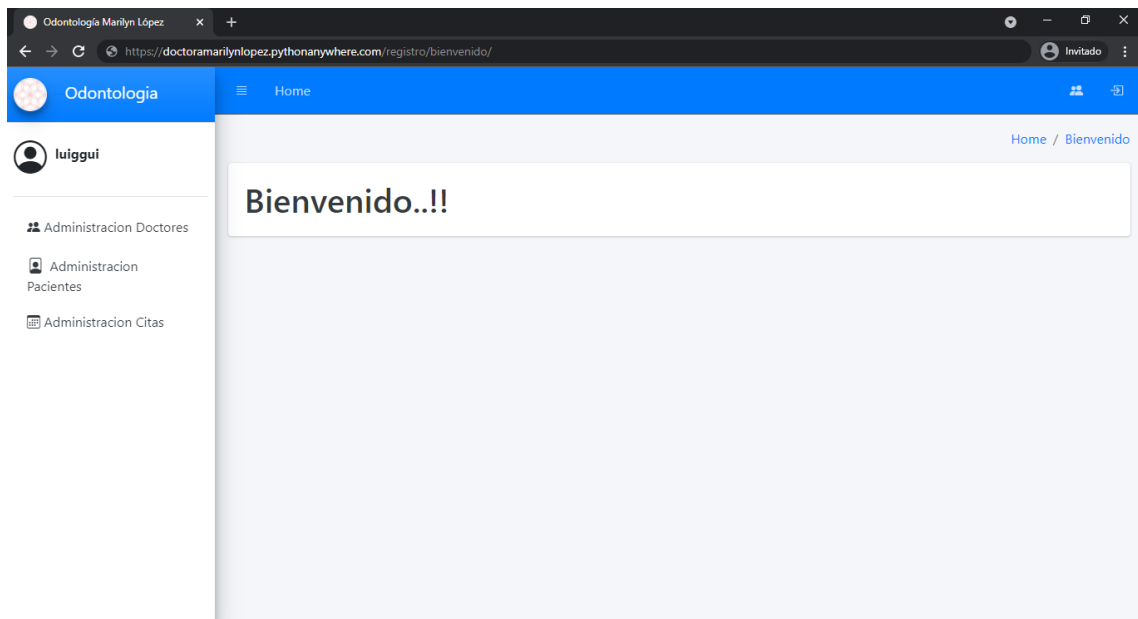 Odontología Marilyn López
https://doctoramarilynlopez.pythonanywhere.com/registro/bienvenido/
Invitado
Odontologia
Home
Home / Bienvenido
luiggui
Bienvenido..!!
Administracion Doctores
Administracion
Pacientes
Administracion Citas